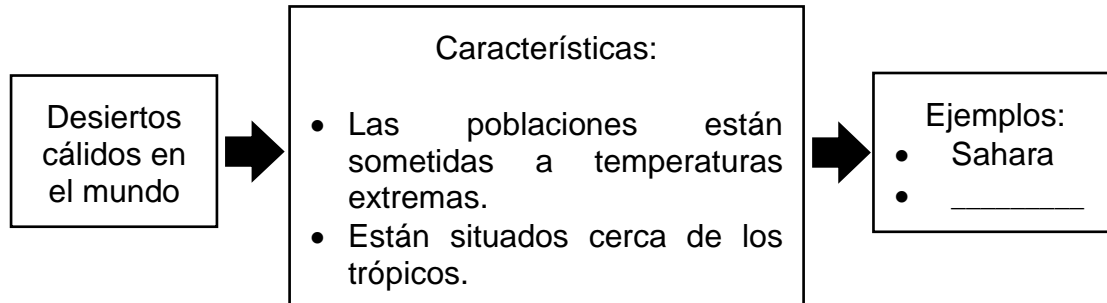 Desiertos
cálidos en
el mundo
Características:
• Las poblaciones están
sometidas a temperaturas
extremas.
• Están situados cerca de los
trópicos.
Ejemplos:
• Sahara
• _________